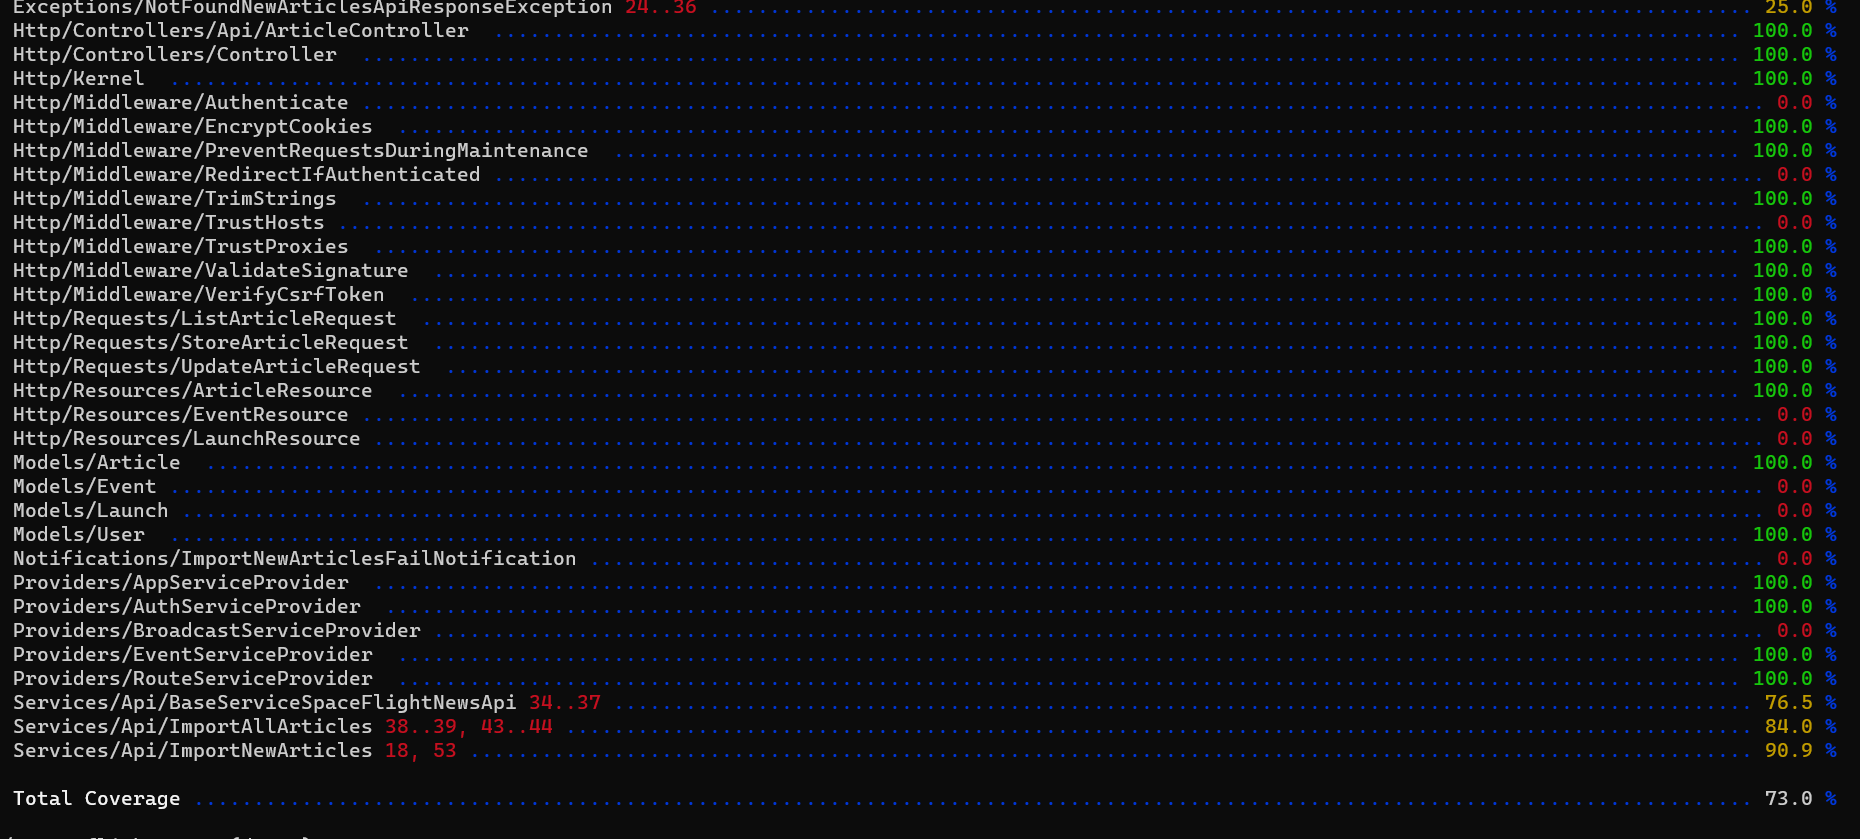 Exceptions/NotFoundNewArticlesApiResponseException 24..36 25.0 %
Http/Controllers/Api/ArticleController 100.0 %
Http/Controllers/Controller 100.0 %
Http/Kernel 100.0 %
Http/Middleware/Authenticate 0.0 %
Http/Middleware/EncryptCookies 100.0 %
Http/Middleware/PreventRequestsDuringMaintenance 100.0 %
Http/Middleware/RedirectIfAuthenticated 0.0 %
Http/Middleware/TrimStrings 100.0 %
Http/Middleware/TrustHosts 0.0 %
Http/Middleware/TrustProxies 100.0 %
Http/Middleware/ValidateSignature 100.0 %
Http/Middleware/VerifyCsrfToken 100.0 %
Http/Requests/ListArticleRequest 100.0 %
Http/Requests/StoreArticleRequest 100.0 %
Http/Requests/UpdateArticleRequest 100.0 %
Http/Resources/ArticleResource 100.0 %
Http/Resources/EventResource 0.0 %
Http/Resources/LaunchResource 0.0 %
Models/Article 100.0 %
Models/Event 0.0 %
Models/Launch 0.0 %
Models/User 100.0 %
Notifications/ImportNewArticlesFailNotification 0.0 %
Providers/AppServiceProvider 100.0 %
Providers/AuthServiceProvider 100.0 %
Providers/BroadcastServiceProvider 0.0 %
Providers/EventServiceProvider 100.0 %
Providers/RouteServiceProvider 100.0 %
Services/Api/BaseServiceSpaceFlightNewsApi 34..37 76.5 %
Services/Api/ImportAllArticles 38..39, 43..44 84.0 %
Services/Api/ImportNewArticles 18, 53 90.9 %
Total Coverage 73.0 %